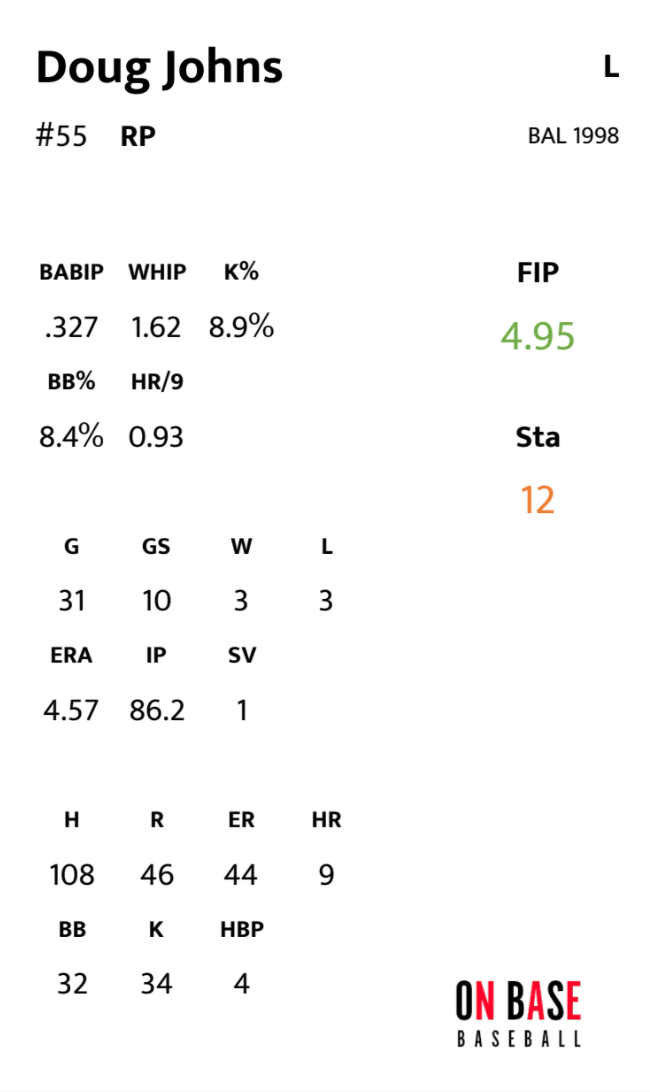 Doug Johns L
#55 RP BAL 1998
BABIP WHIP K% FIP
.327 1.62 8.9% 4.95
BB% HR/9
8.4% 0.93 Sta
12
G GS W L
31 10 3 3
ERA IP SV
4.57 86.2 1
H R ER HR
108 46 44 9
BB K HBP
32 34 4
ON BASE
BASEBALL